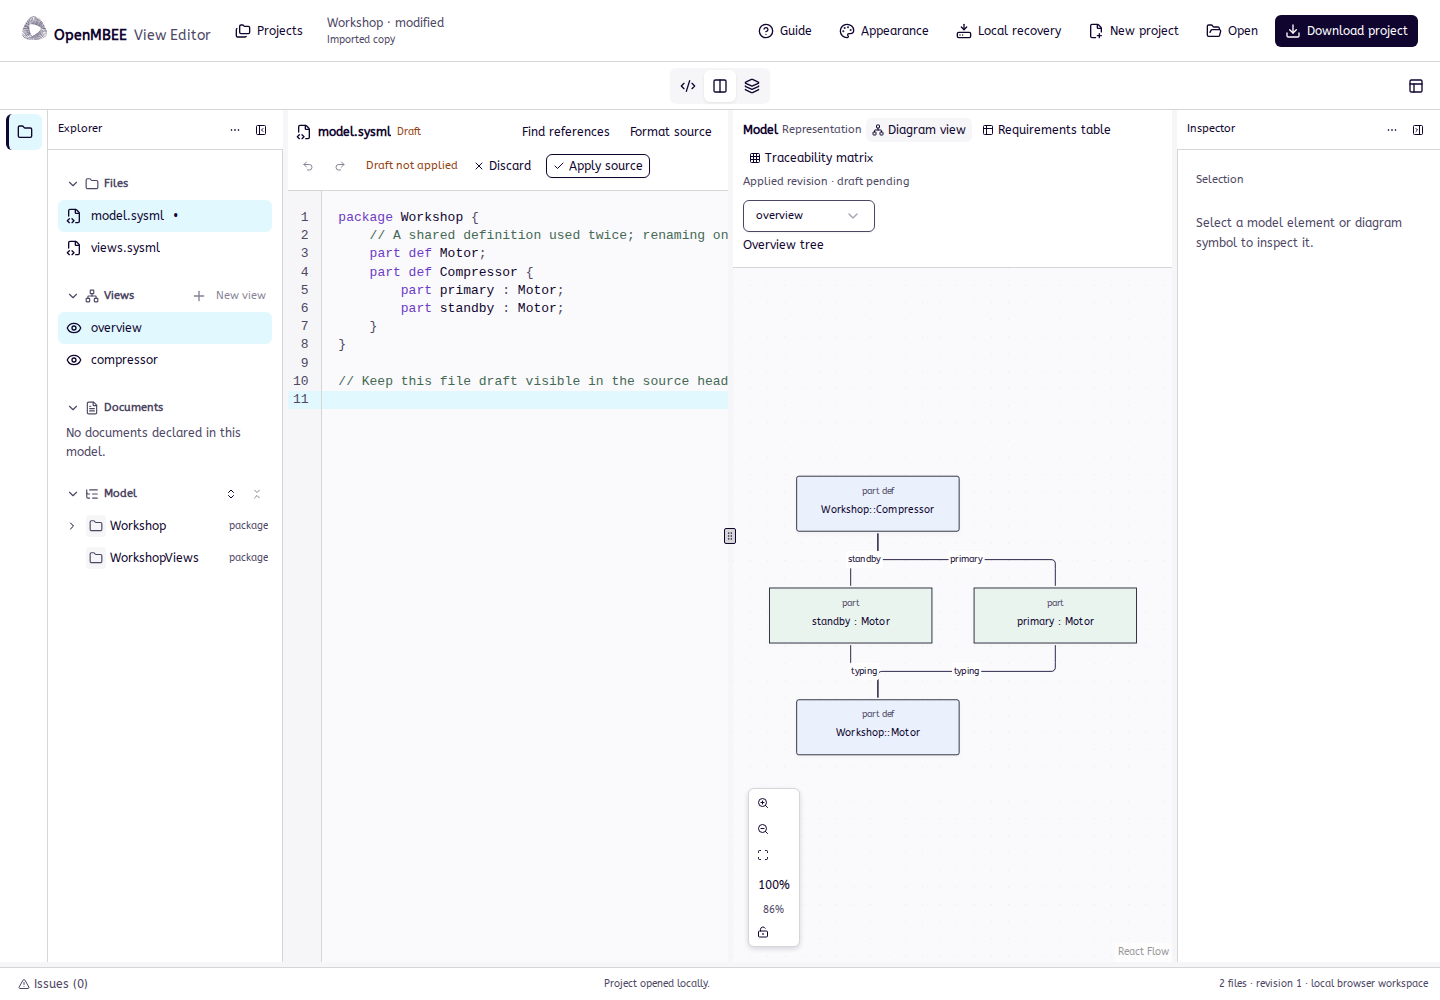 OpenMBEE View Editor
Projects
Workshop · modified
Imported copy
Guide
Appearance
Local recovery
New project
Open
Download project
Explorer
Files
model.sysml •
views.sysml
Views
New view
overview
compressor
Documents
No documents declared in this
model.
Model
Workshop
package
WorkshopViews
package
model.sysml Draft
Find references
Format source
Draft not applied
Discard
Apply source
1 package Workshop {
2 // A shared definition used twice; renaming on
3 part def Motor;
4 part def Compressor {
5 part primary : Motor;
6 part standby : Motor;
7 }
8 }
9
10 // Keep this file draft visible in the source head
11
Model Representation
Diagram view
Requirements table
Traceability matrix
Applied revision · draft pending
overview
Overview tree
part def
Workshop::Compressor
standby
primary
part
standby : Motor
part
primary : Motor
typing
typing
part def
Workshop::Motor
100%
86%
React Flow
Inspector
Selection
Select a model element or diagram
symbol to inspect it.
Issues (0)
Project opened locally.
2 files · revision 1 · local browser workspace